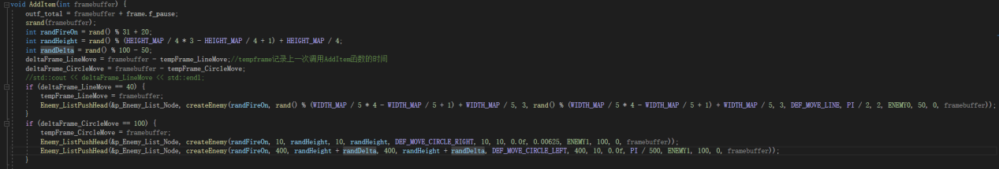 void AddItem(int framebuffer) {
outf_total = framebuffer + frame.f_pause;
srand(framebuffer);
int randFireOn = rand() % 31 + 20;
int randHeight = rand() % (HEIGHT_MAP / 4 * 3 - HEIGHT_MAP / 4 + 1) + HEIGHT_MAP / 4;
int randDelta = rand() % 100 - 50;
deltaFrame_LineMove = framebuffer - tempFrame_LineMove;//tempframe记录上一次调用AddItem函数的时间
deltaFrame_CircleMove = framebuffer - tempFrame_CircleMove;
//std::cout << deltaFrame_LineMove << std::endl;
if (deltaFrame_LineMove == 40) {
tempFrame_LineMove = framebuffer;
Enemy_ListPushHead(&p_Enemy_List_Node, createEnemy(randFireOn, rand() % (WIDTH_MAP / 5 * 4 - WIDTH_MAP / 5 + 1) + WIDTH_MAP / 5, 3, rand() % (WIDTH_MAP / 5 * 4 - WIDTH_MAP / 5 + 1) + WIDTH_MAP / 5, 3, DEF_MOVE_LINE, PI / 2, 2, ENEMY0, 50, 0, framebuffer));
}
if (deltaFrame_CircleMove == 100) {
tempFrame_CircleMove = framebuffer;
Enemy_ListPushHead(&p_Enemy_List_Node, createEnemy(randFireOn, 10, randHeight, 10, randHeight, DEF_MOVE_CIRCLE_RIGHT, 10, 10, 0.0f, 0.00625, ENEMY1, 100, 0, framebuffer));
Enemy_ListPushHead(&p_Enemy_List_Node, createEnemy(randFireOn, 400, randHeight + randDelta, 400, randHeight + randDelta, DEF_MOVE_CIRCLE_LEFT, 400, 10, 0.0f, PI / 500, ENEMY1, 100, 0, framebuffer));
}